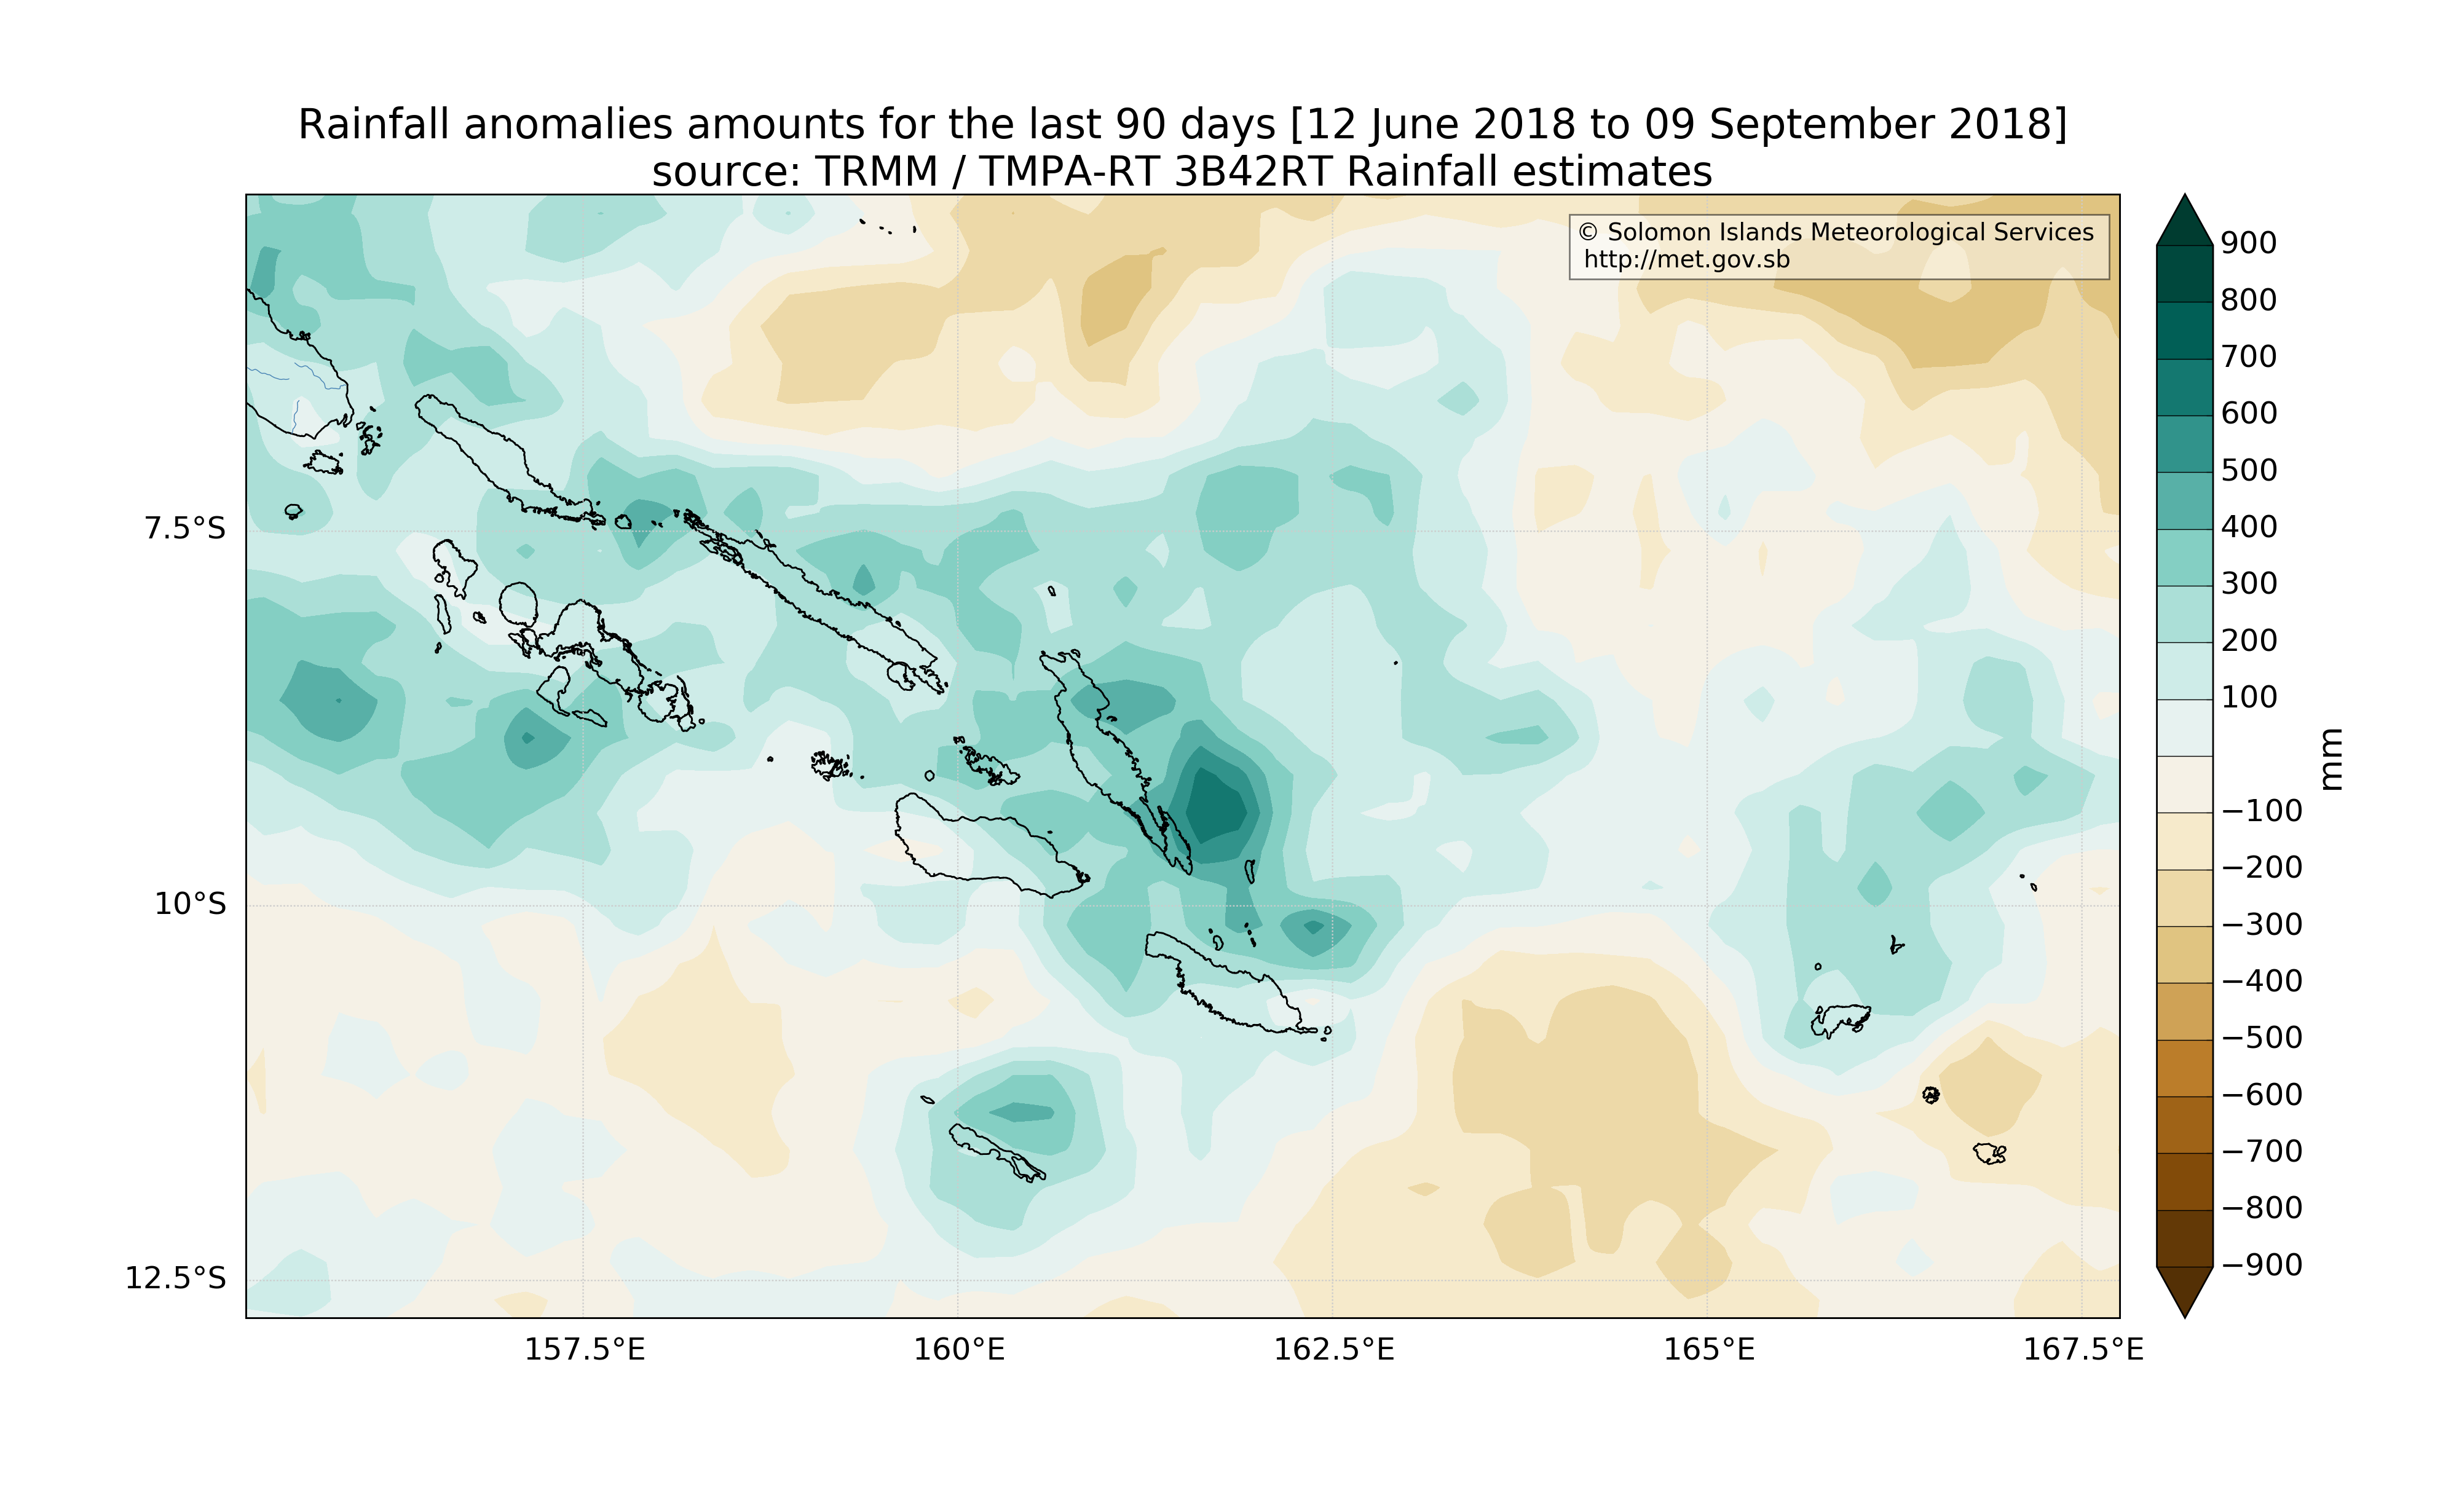 Rainfall anomalies amounts for the last 90 days [12 June 2018 to 09 September 2018]
source: TRMM / TMPA-RT 3B42RT Rainfall estimates
© Solomon Islands Meteorological Services
http://met.gov.sb
7.5°S
10°S
12.5°S
157.5°E
160°E
162.5°E
165°E
167.5°E
900
800
700
600
500
400
300
200
100
−100
−200
−300
−400
−500
−600
−700
−800
−900
mm